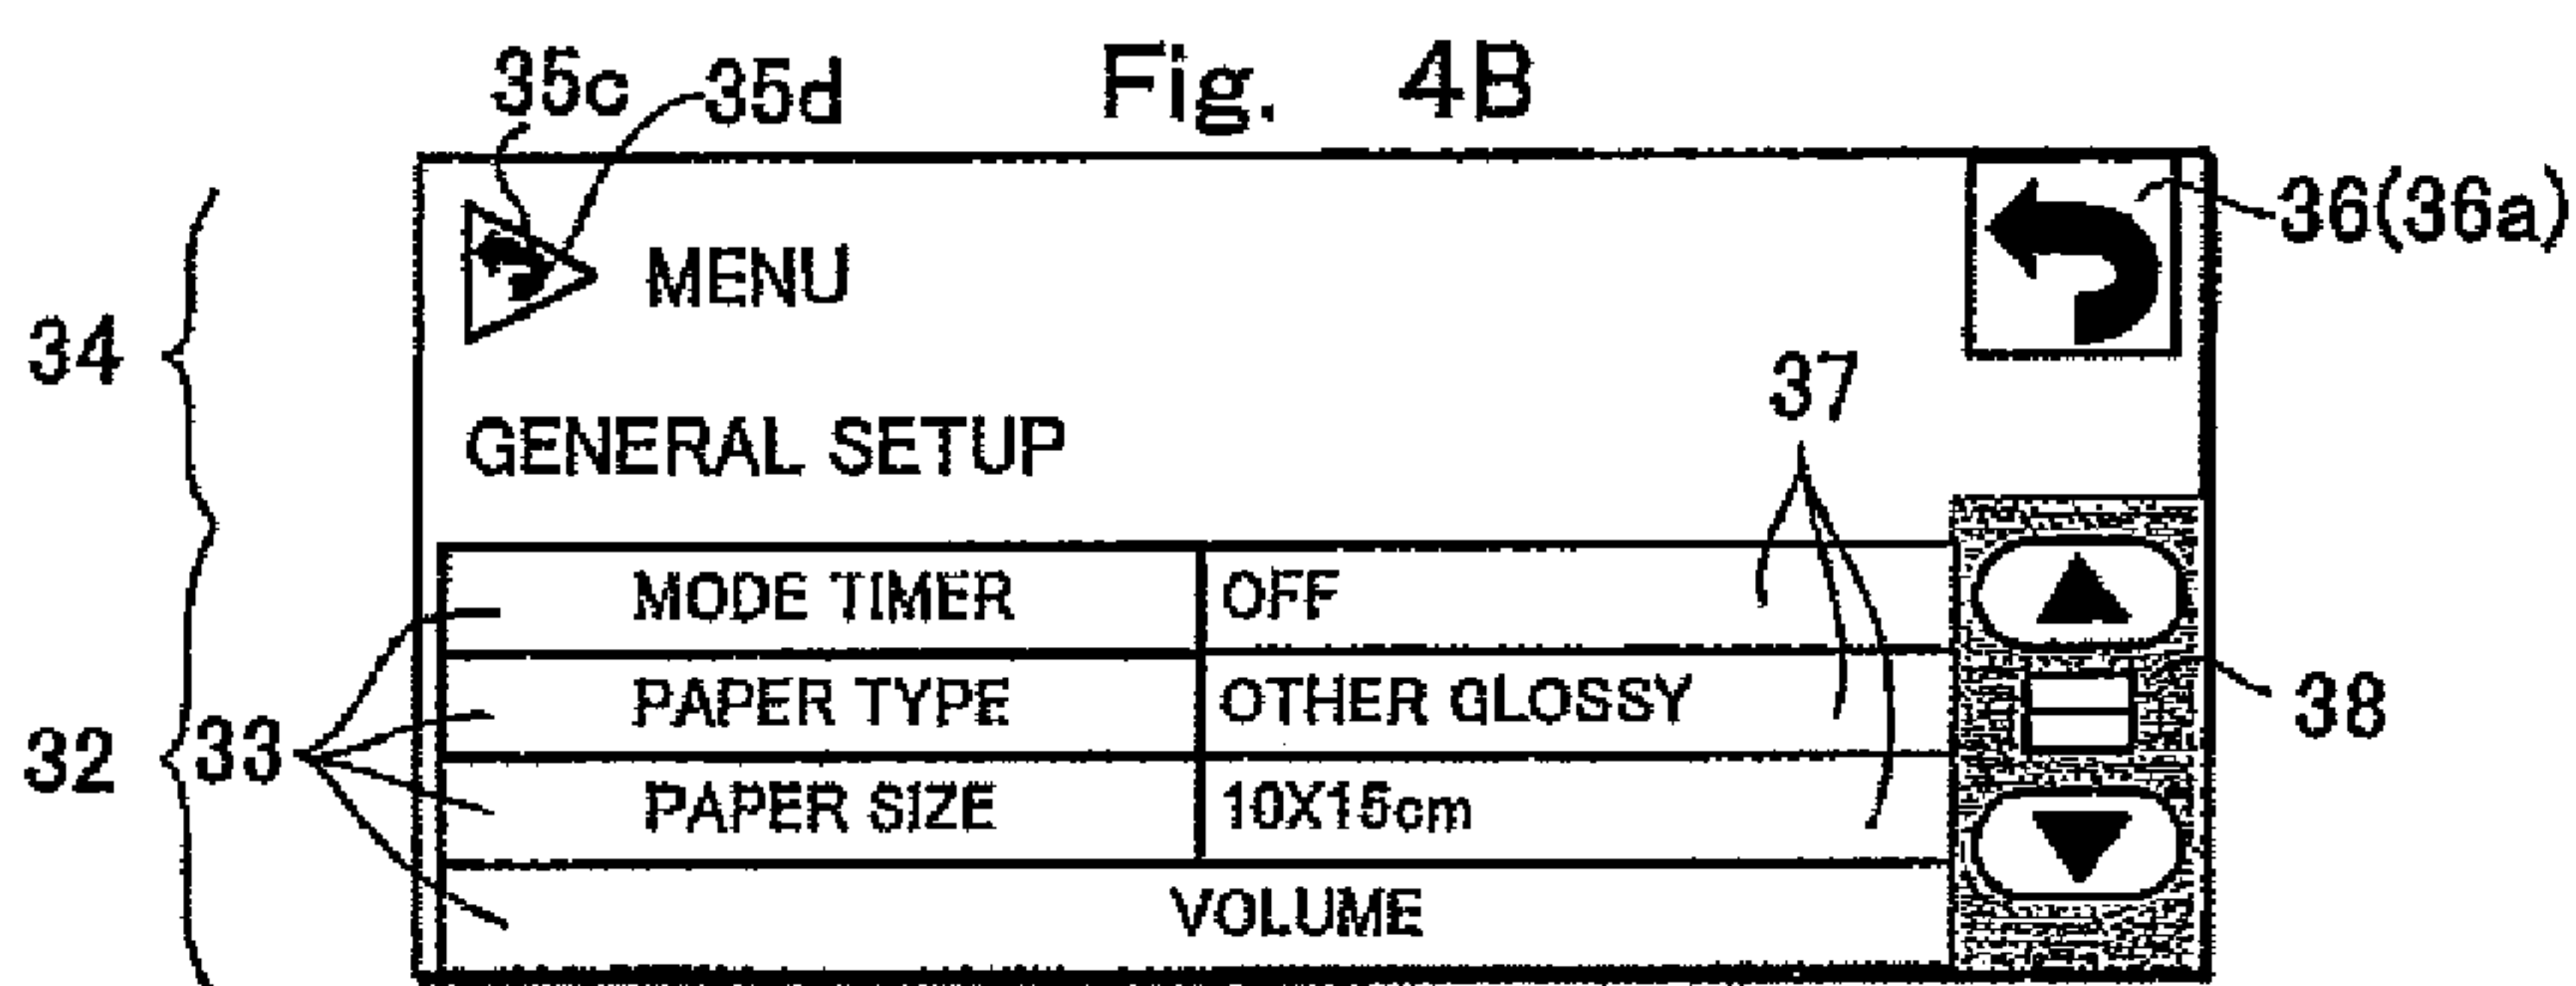 Fig. 4B
35c 35d
36(36a)
MENU
34
37
GENERAL SETUP
MODE TIMER OFF
PAPER TYPE OTHER GLOSSY
38
32 33
PAPER SIZE 10X15cm
VOLUME